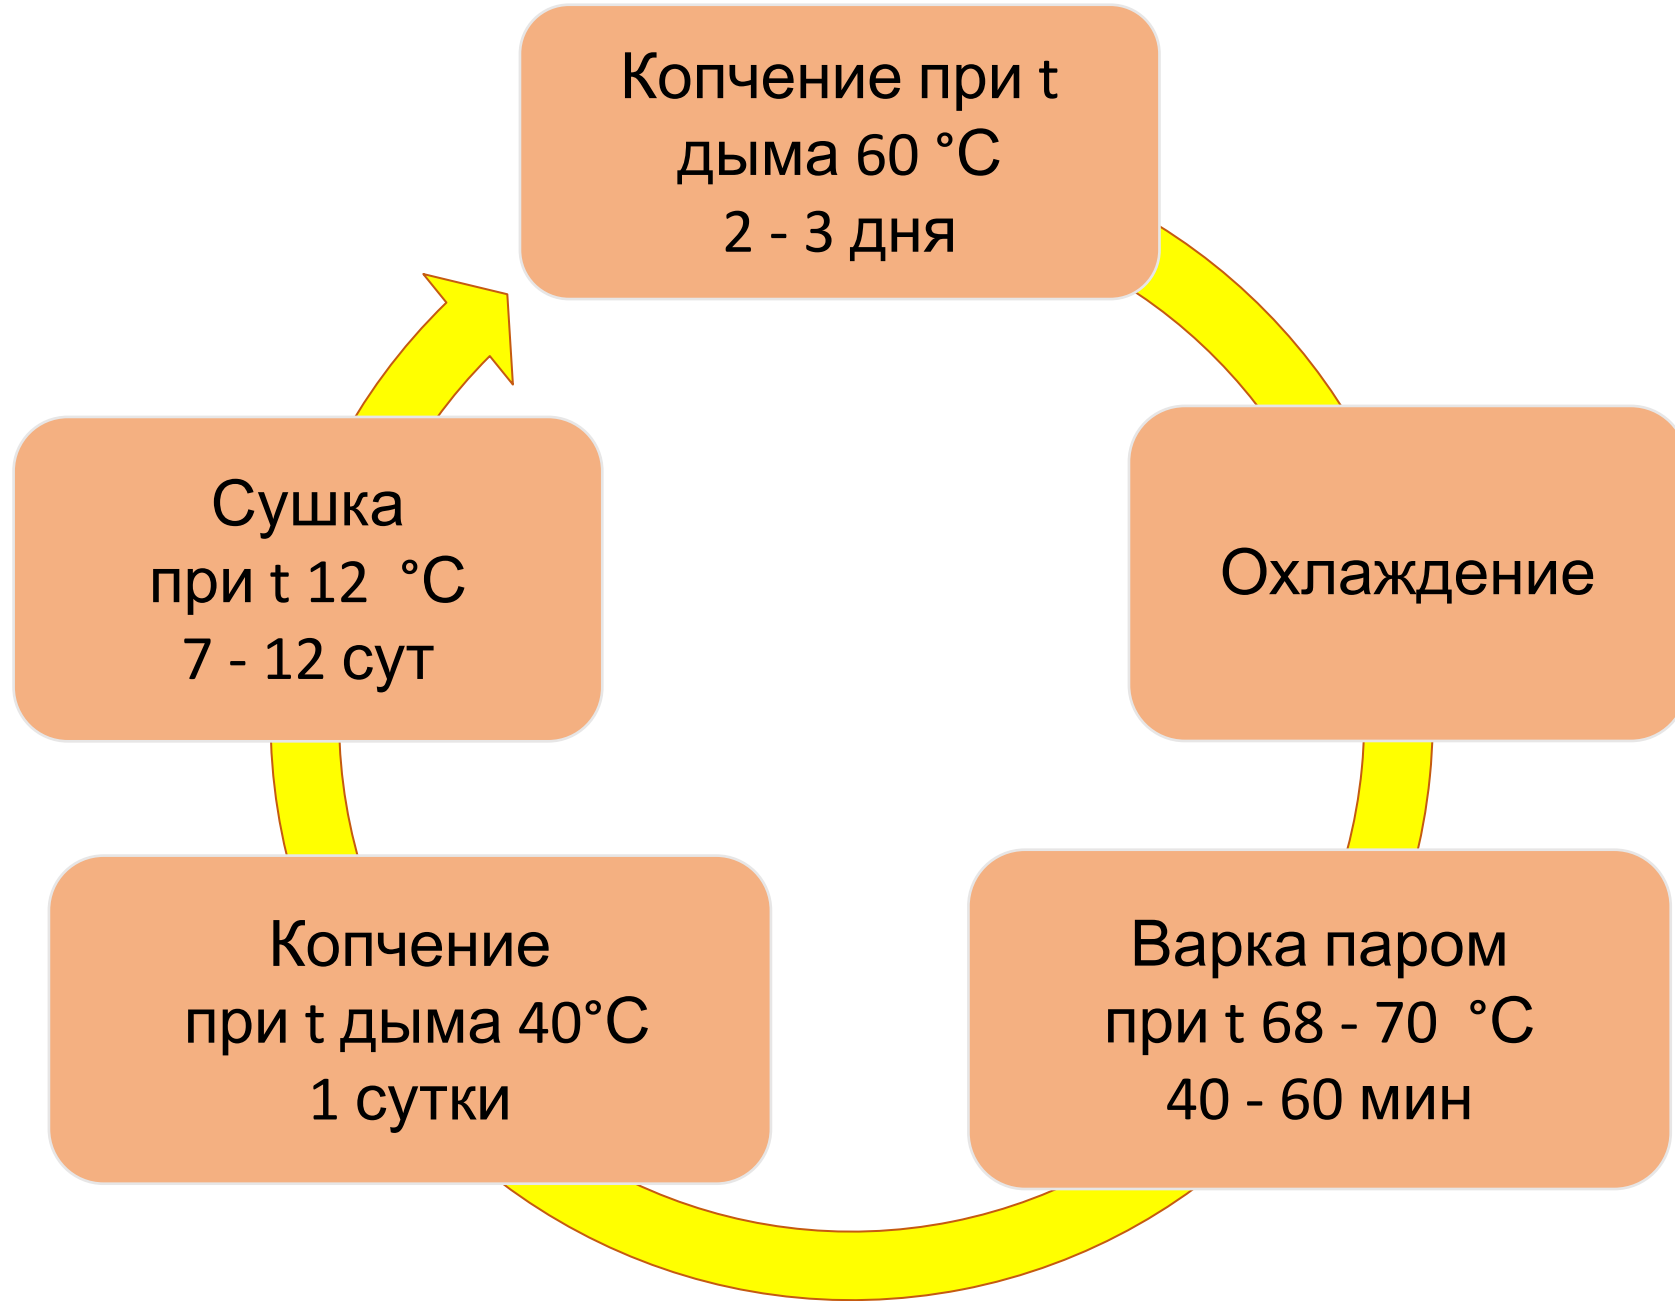 Копчение при t
дыма 60 °С
2 - 3 дня
Охлаждение
Варка паром
при t 68 - 70  °С
40 - 60 мин
Копчение
при t дыма 40°С
1 сутки
Сушка
при t 12  °С
7 - 12 сут